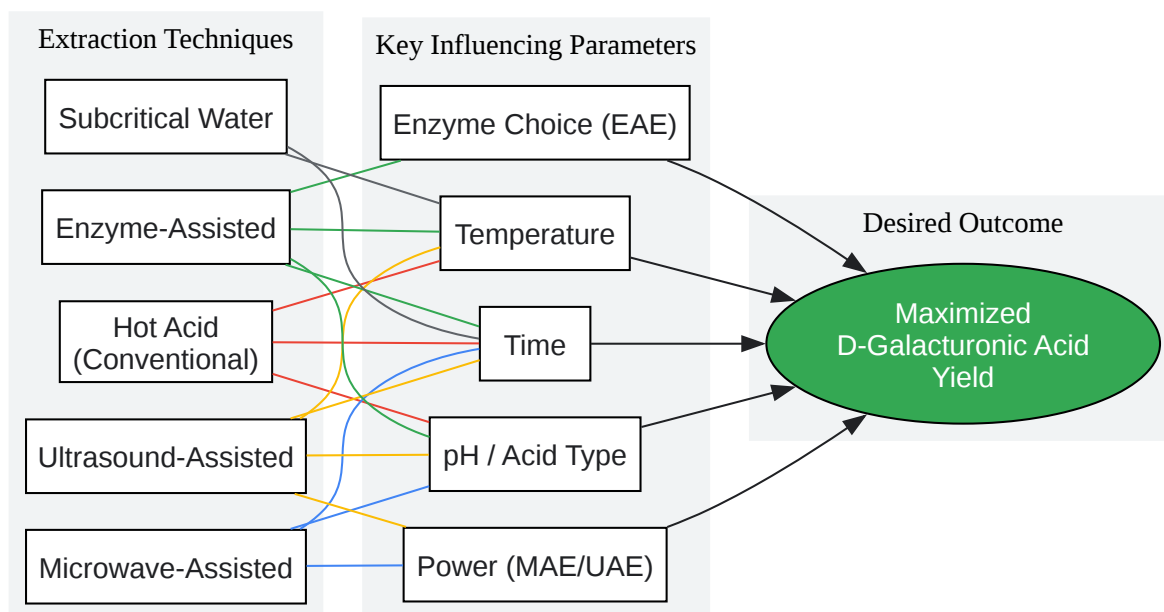 Extraction Techniques
Subcritical Water
Enzyme-Assisted
Hot Acid
(Conventional)
Ultrasound-Assisted
Microwave-Assisted
Key Influencing Parameters
Enzyme Choice (EAE)
Temperature
Time
pH / Acid Type
Power (MAE/UAE)
Desired Outcome
Maximized
D-Galacturonic Acid
Yield